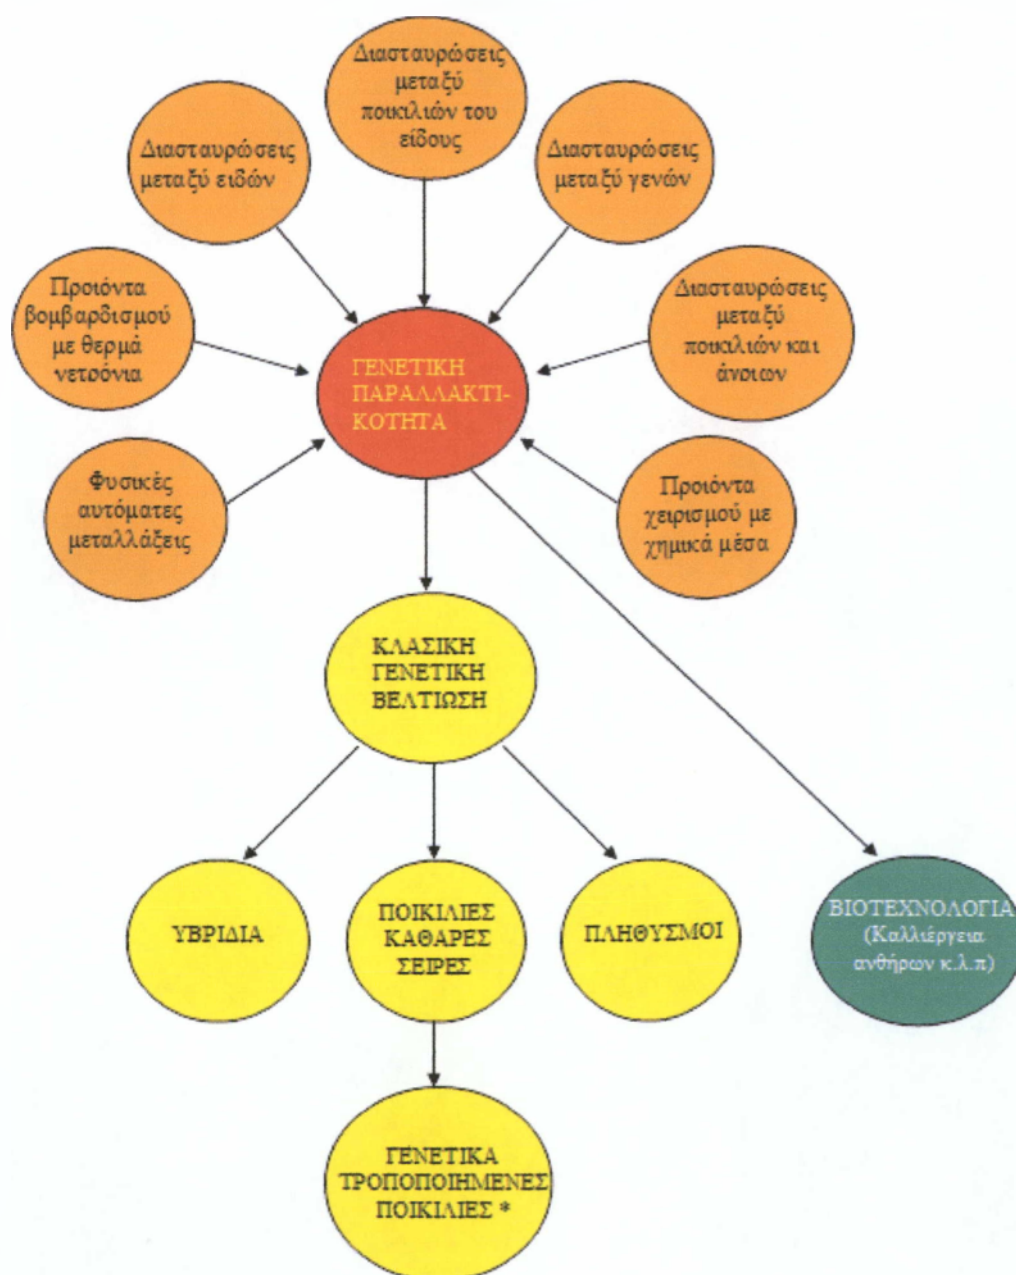 Διασταυρώσεις
μεταξύ
ποικιλιών του
είδους
Διασταυρώσεις
μεταξύ ειδών
Διασταυρώσεις
μεταξύ γενών
Προιόντα
βομβαρδισμού
με θερμά
νετρόνια
Διασταυρώσεις
μεταξύ
ποικιλιών και
άγριων
ΓΕΝΕΤΙΚΗ
ΠΑΡΑΛΛΑΚΤΙ-
ΚΟΤΗΤΑ
Φυσικές
αυτόματες
μεταλλάξεις
Προιόντα
χειρισμού με
χημικά μέσα
ΚΛΑΣΙΚΗ
ΓΕΝΕΤΙΚΗ
ΒΕΛΤΙΩΣΗ
ΥΒΡΙΔΙΑ
ΠΟΙΚΙΛΙΕΣ
ΚΑΘΑΡΕΣ
ΣΕΙΡΕΣ
ΠΛΗΘΥΣΜΟΙ
ΒΙΟΤΕΧΝΟΛΟΓΙΑ
(Καλλιέργεια
ανθήρων κ.λ.π)
ΓΕΝΕΤΙΚΑ
ΤΡΟΠΟΠΟΙΗΜΕΝΕΣ
ΠΟΙΚΙΛΙΕΣ *